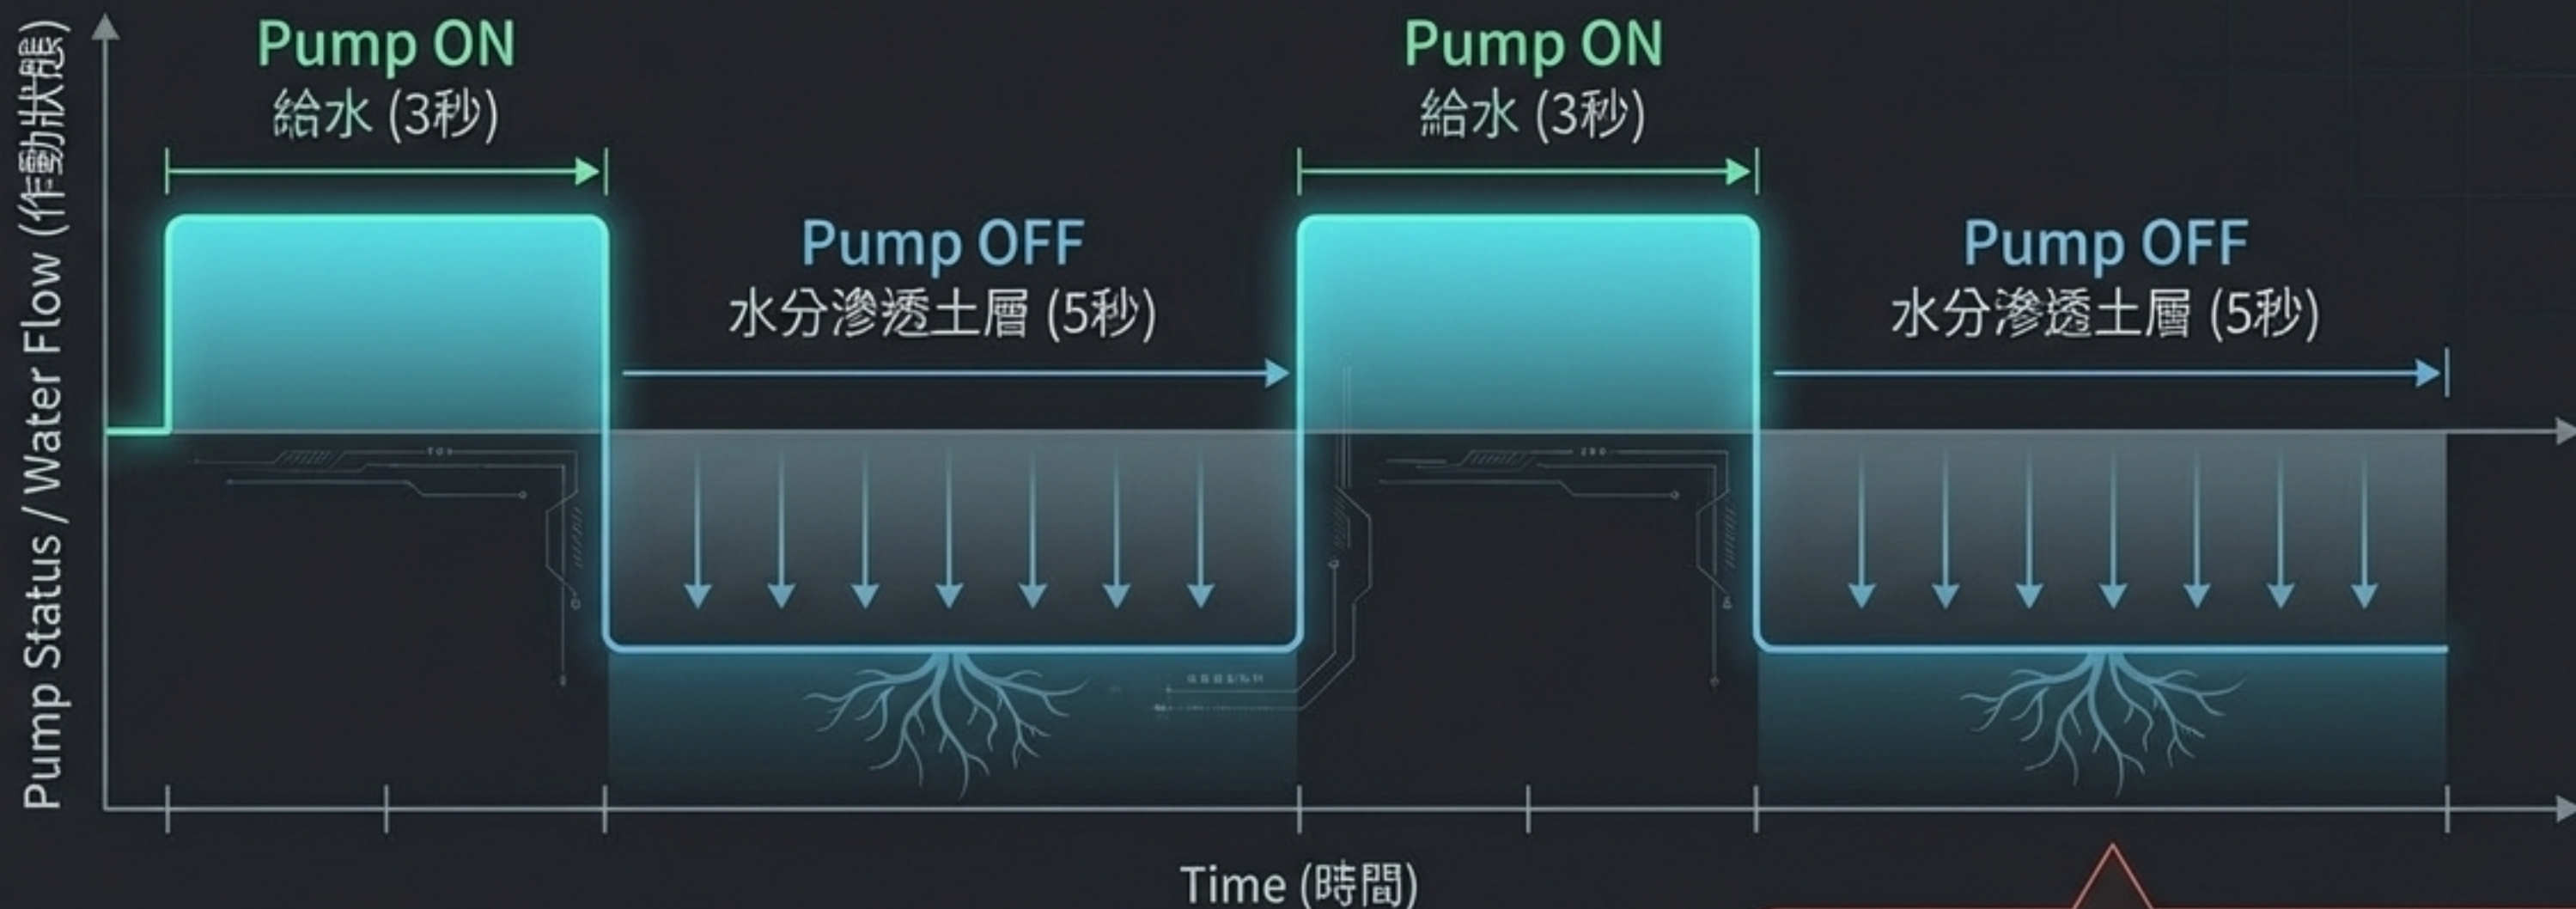 Pump Status / Water Flow (作動狀態)
Pump ON
給水 (3秒)
Pump OFF
水分滲透土層 (5秒)
Pump ON
給水 (3秒)
Pump OFF
水分滲透土層 (5秒)
Time (時間)